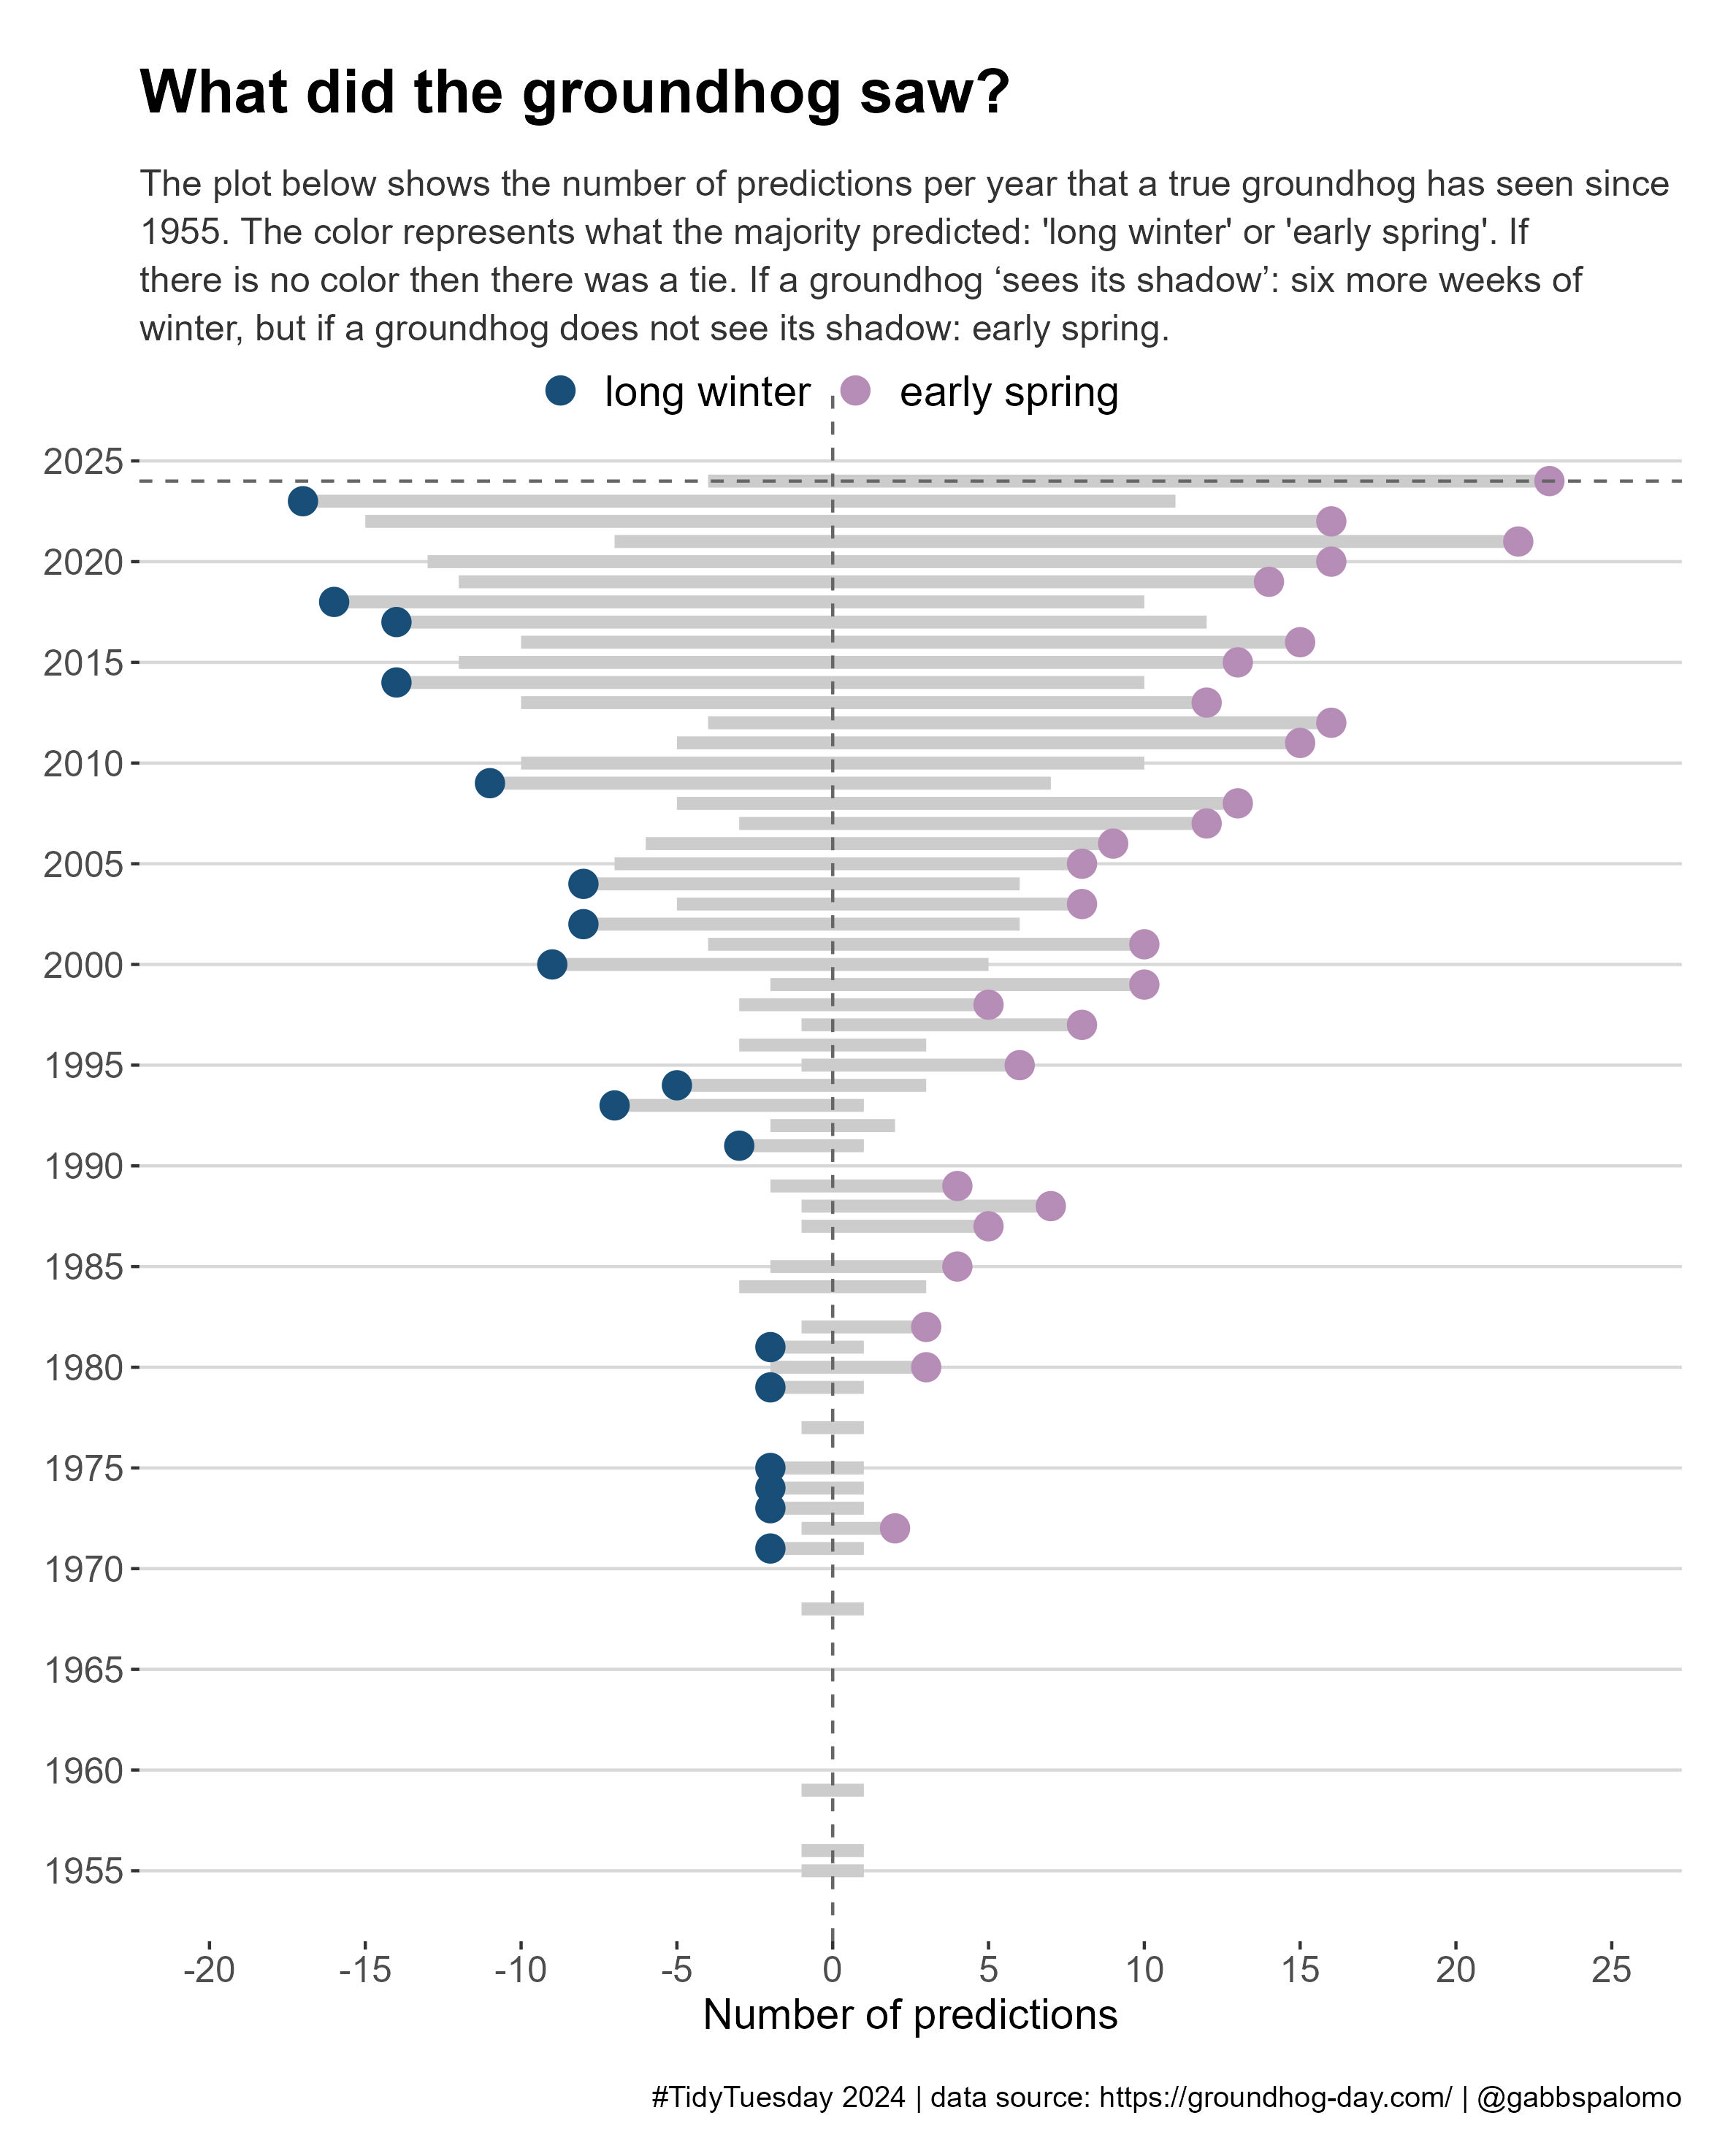 What did the groundhog saw?
The plot below shows the number of predictions per year that a true groundhog has seen since
1955. The color represents what the majority predicted: 'long winter' or 'early spring'. If
there is no color then there was a tie. If a groundhog ‘sees its shadow’: six more weeks of
winter, but if a groundhog does not see its shadow: early spring.
long winter early spring
2025
2020
2015
2010
2005
2000
1995
1990
1985
1980
1975
1970
1965
1960
1955
-20 -15 -10 -5 0 5 10 15 20 25
Number of predictions
#TidyTuesday 2024 | data source: https://groundhog-day.com/ | @gabbspalomo